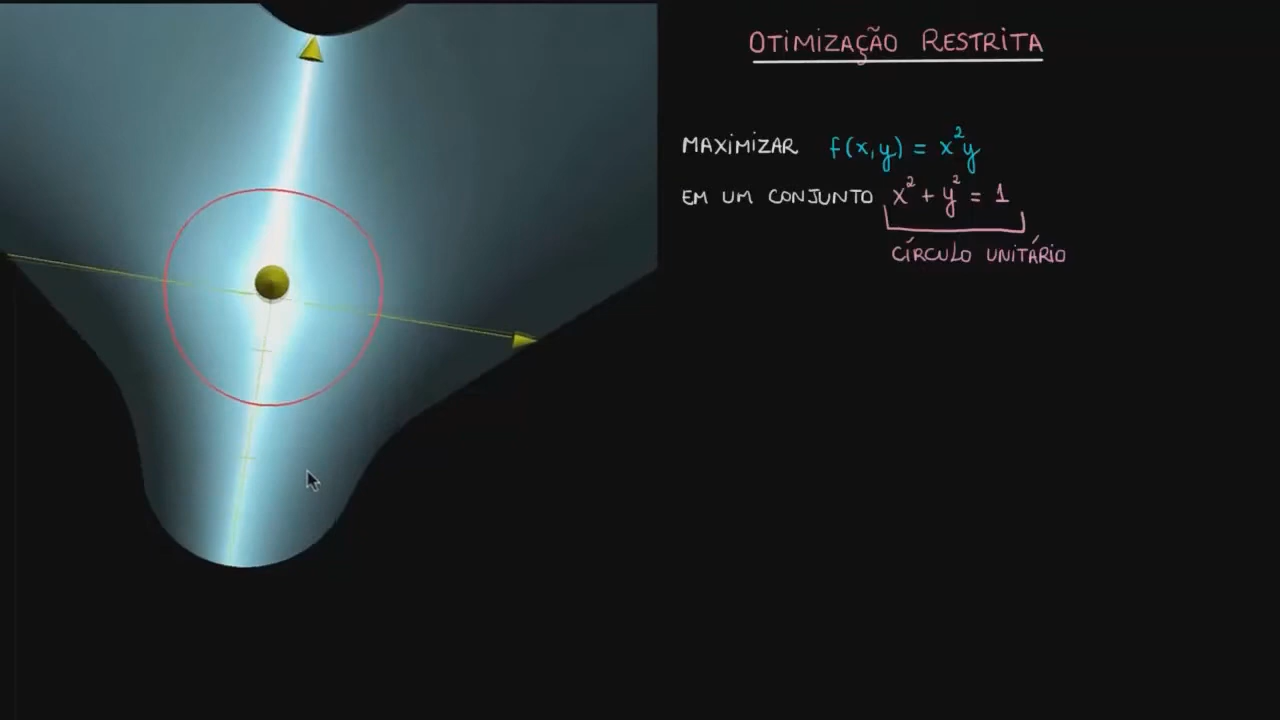 OTIMIZAÇÃO RESTRITA
MAXIMIZAR f(x,y) = x²y
EM UM CONJUNTO x² + y² = 1
CÍRCULO UNITÁRIO